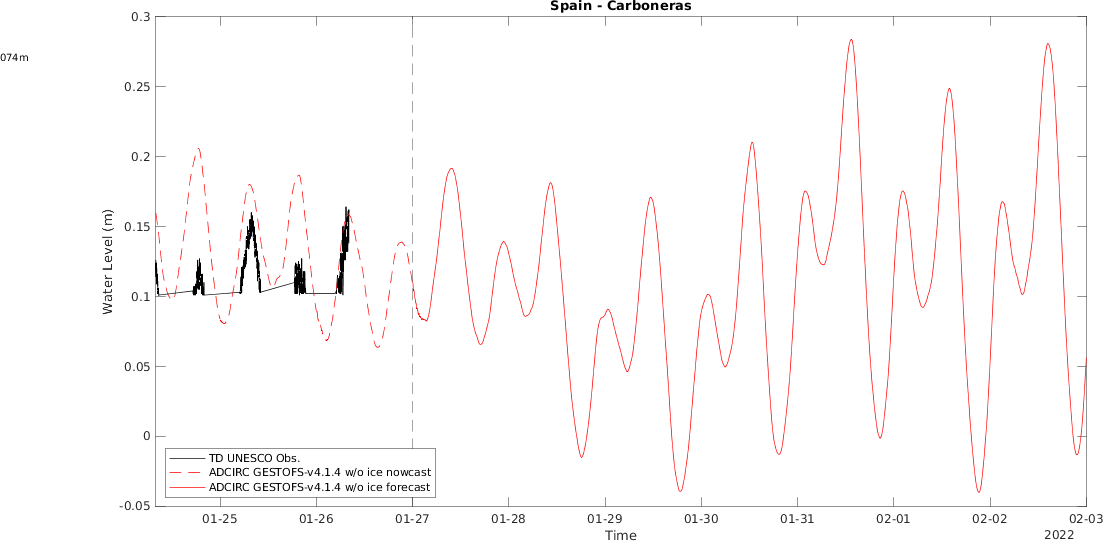 Spain - Carboneras
074m
0.3
0.25
0.2
0.15
0.1
0.05
0
-0.05
Water Level (m)
TD UNESCO Obs.
ADCIRC GESTOFS-v4.1.4 w/o ice nowcast
ADCIRC GESTOFS-v4.1.4 w/o ice forecast
01-25 01-26 01-27 01-28 01-29 01-30 01-31 02-01 02-02 02-03
Time
2022